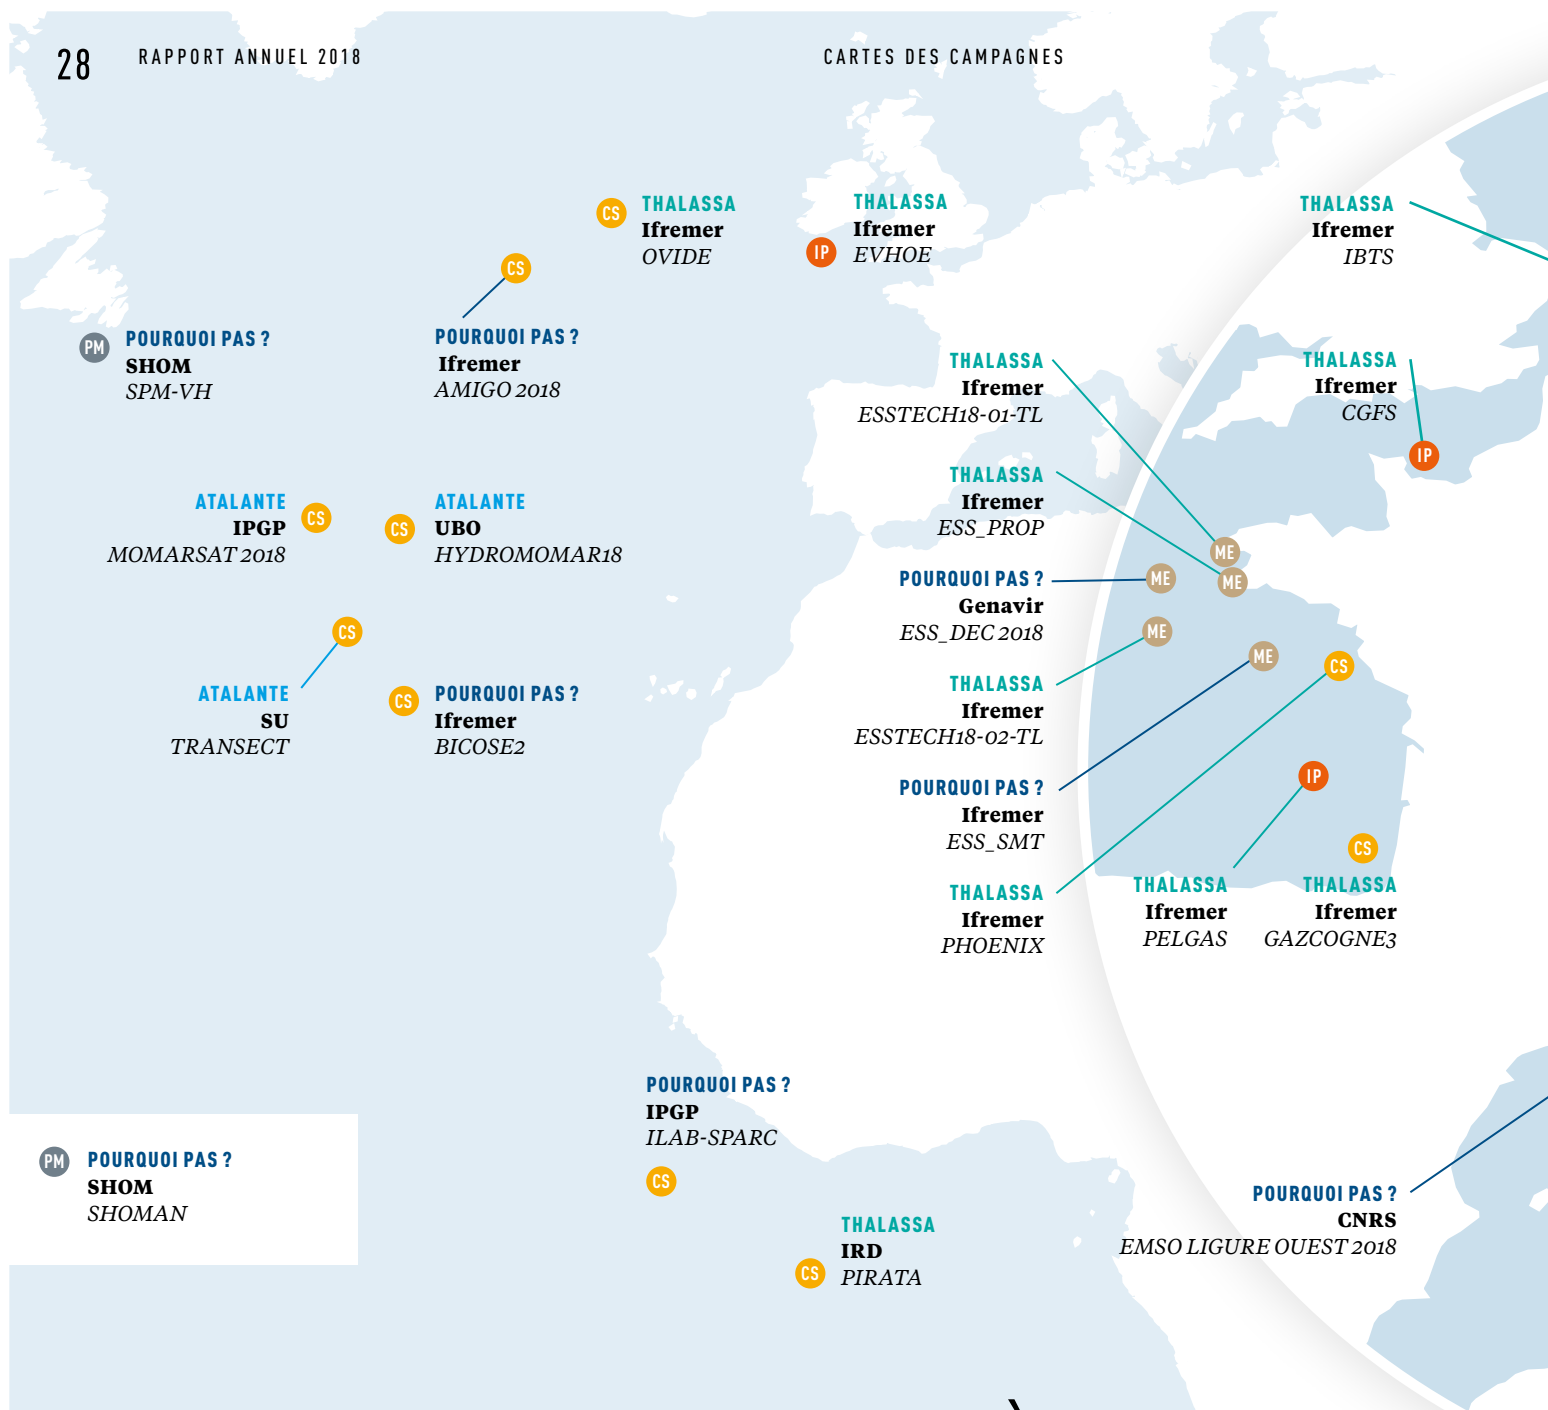 28
RAPPORT ANNUEL 2018
CARTES DES CAMPAGNES
CS
THALASSA
Ifremer
OVIDE
IP
THALASSA
Ifremer
EVHOE
THALASSA
Ifremer
IBTS
CS
POURQUOI PAS ?
Ifremer
AMIGO 2018
PM
POURQUOI PAS ?
SHOM
SPM-VH
THALASSA
Ifremer
ESSTECH18-01-TL
ME
THALASSA
Ifremer
CGFS
IP
THALASSA
Ifremer
ESS_PROP
ME
ATALANTE
IPGP
MOMARSAT 2018
CS
CS
ATALANTE
UBO
HYDROMOMAR18
POURQUOI PAS ?
Genavir
ESS_DEC 2018
ME
CS
ATALANTE
SU
TRANSECT
CS
POURQUOI PAS ?
Ifremer
BICOSE2
THALASSA
Ifremer
ESSTECH18-02-TL
ME
POURQUOI PAS ?
Ifremer
ESS_SMT
ME
THALASSA
Ifremer
PHOENIX
CS
IP
THALASSA
Ifremer
PELGAS
CS
THALASSA
Ifremer
GAZCOGNE3
POURQUOI PAS ?
IPGP
ILAB-SPARC
CS
PM
POURQUOI PAS ?
SHOM
SHOMAN
THALASSA
IRD
PIRATA
CS
POURQUOI PAS ?
CNRS
EMSO LIGURE OUEST 2018